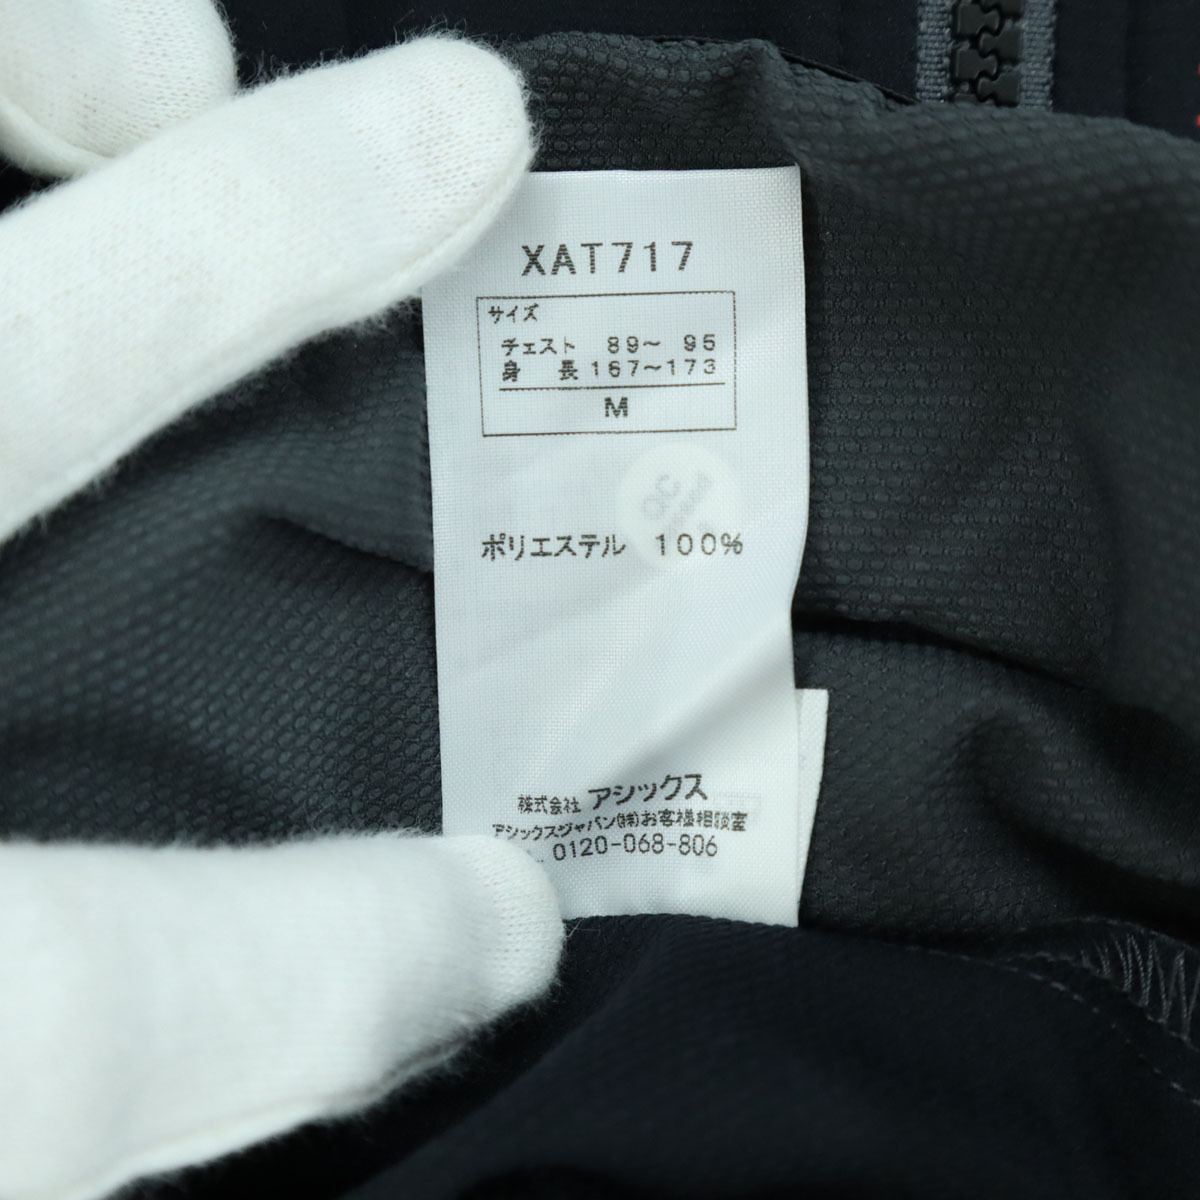 XAT717
サイズ
チェスト 89～ 95
身 長 167～173
M
QC
ポリエステル 100%
株式会社 アシックス
アシックスジャパン(株)お客様相談室
0120-068-806